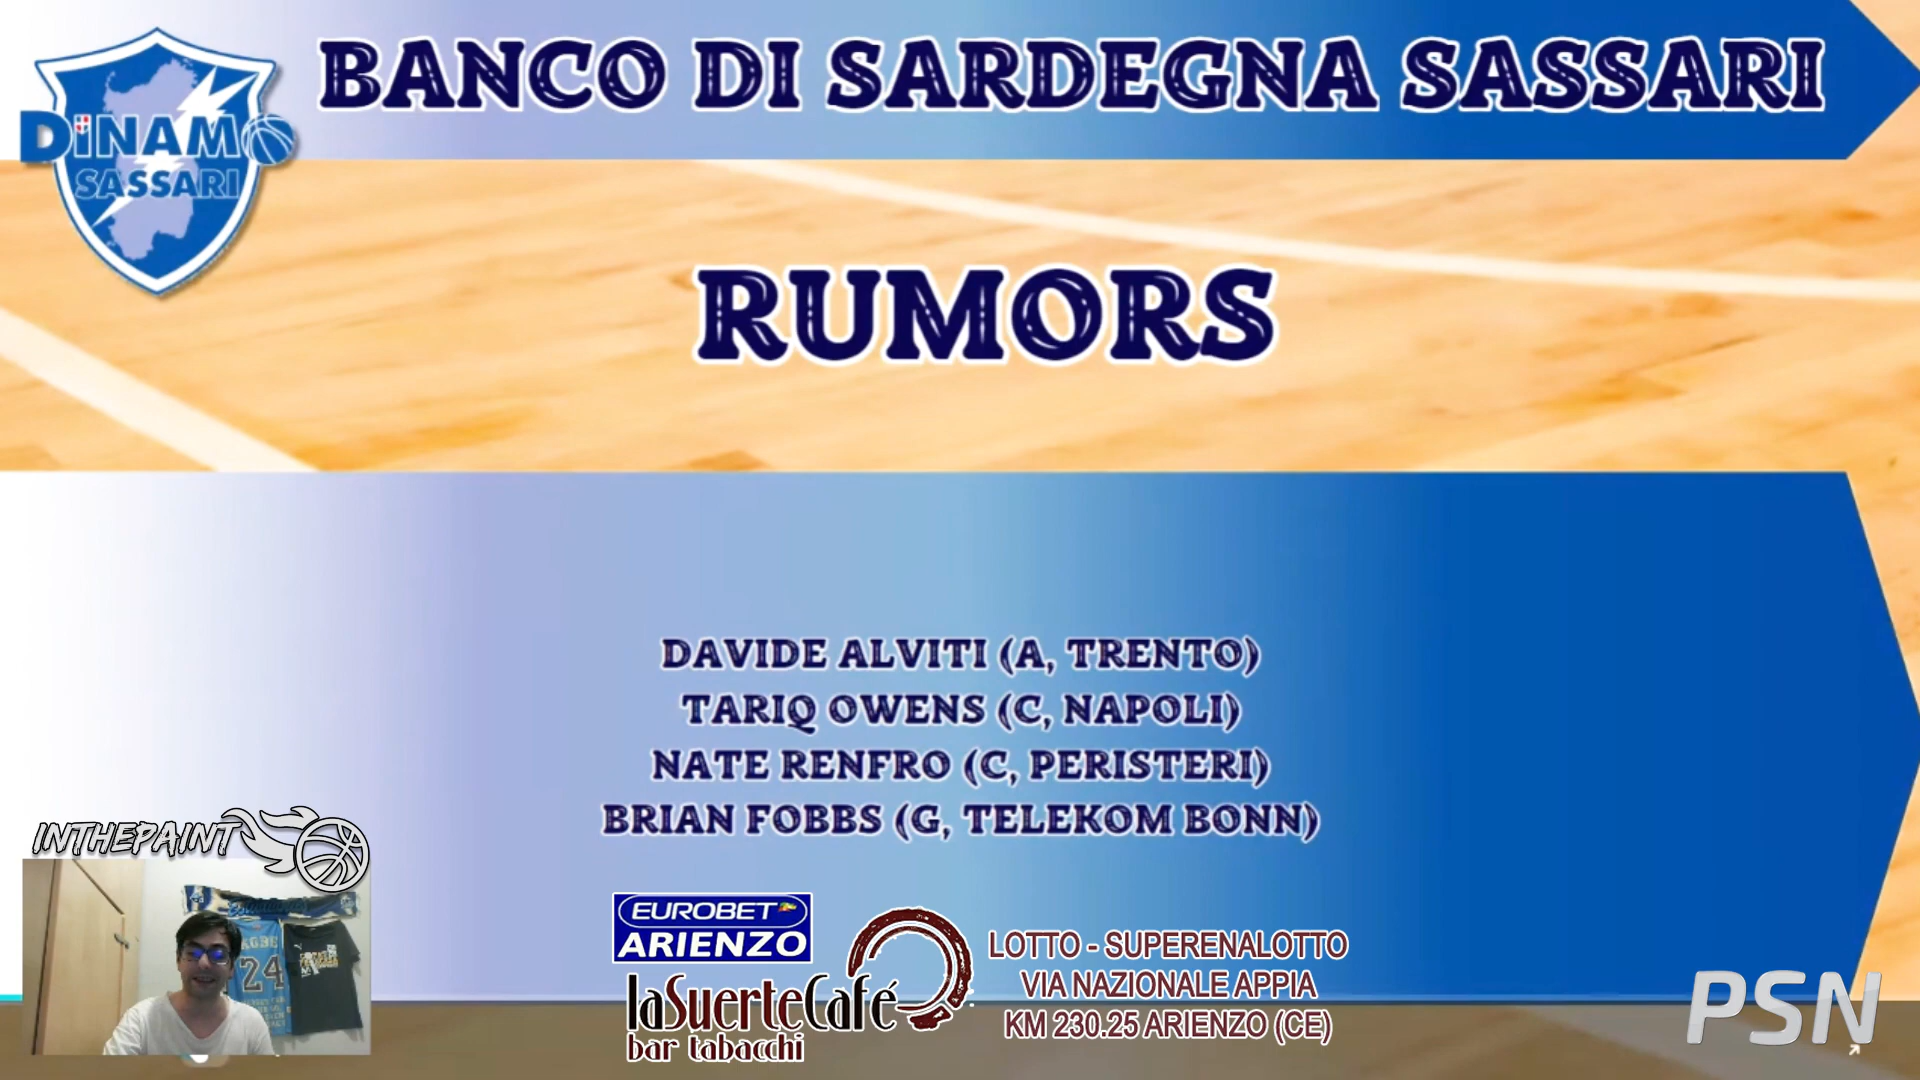 BANCO DI SARDEGNA SASSARI
DINAMO
SASSARI
RUMORS
DAVIDE ALVITI (A, TRENTO)
TARIQ OWENS (C, NAPOLI)
NATE RENFRO (C, PERISTERI)
BRIAN FOBBS (G, TELEKOM BONN)
INTHEPAINT
24
EUROBET
ARIENZO
laSuerteCafé
bar tabacchi
LOTTO - SUPERENALOTTO
VIA NAZIONALE APPIA
KM 230.25 ARIENZO (CE)
PSN